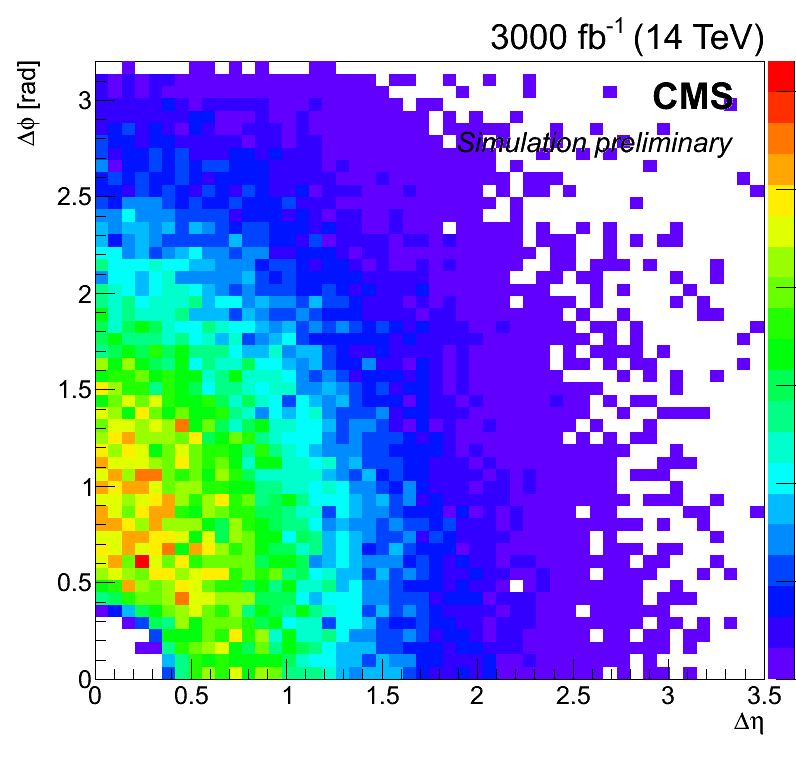 3000 fb-1 (14 TeV)
Δϕ [rad]
CMS
Simulation preliminary
3
2.5
2
1.5
1
0.5
0
0 0.5 1 1.5 2 2.5 3 3.5
Δη